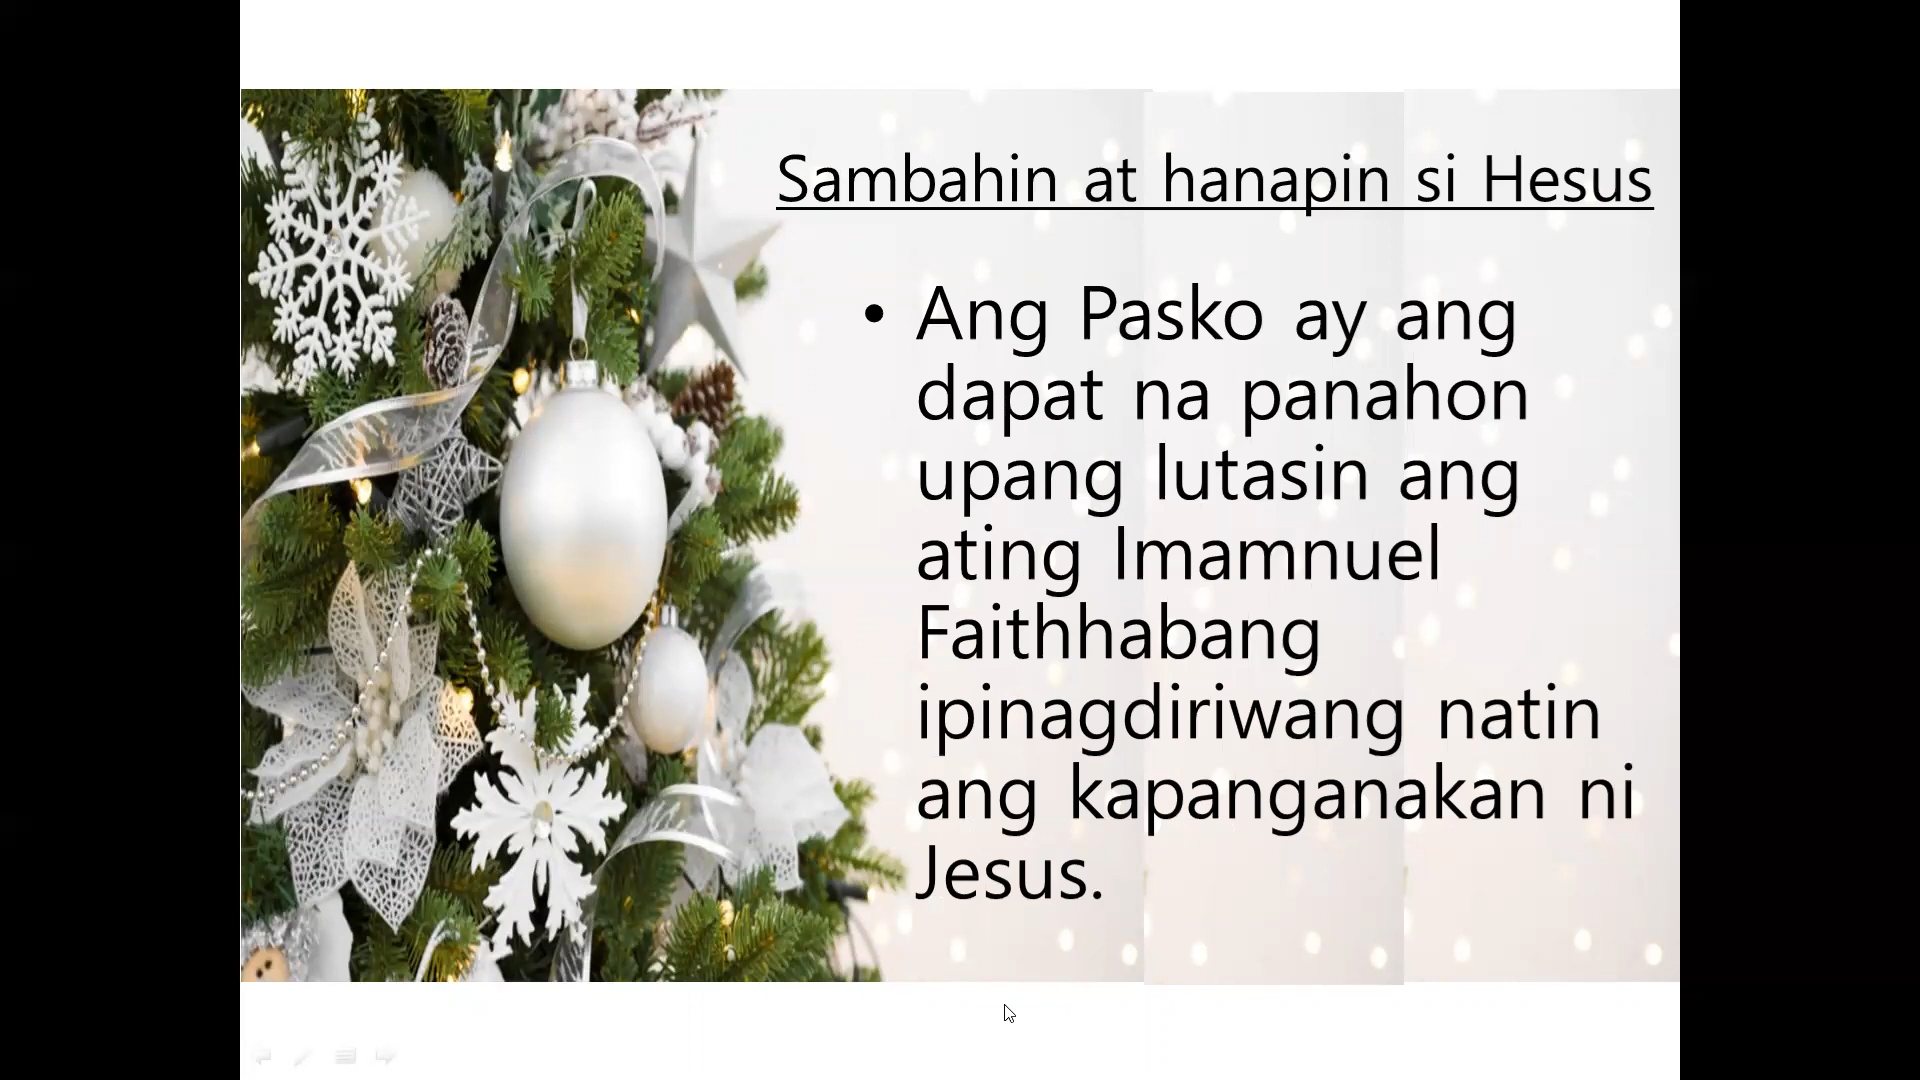 Sambahin at hanapin si Hesus
• Ang Pasko ay ang
dapat na panahon
upang lutasin ang
ating Imamnuel
Faithhabang
ipinagdiriwang natin
ang kapanganakan ni
Jesus.